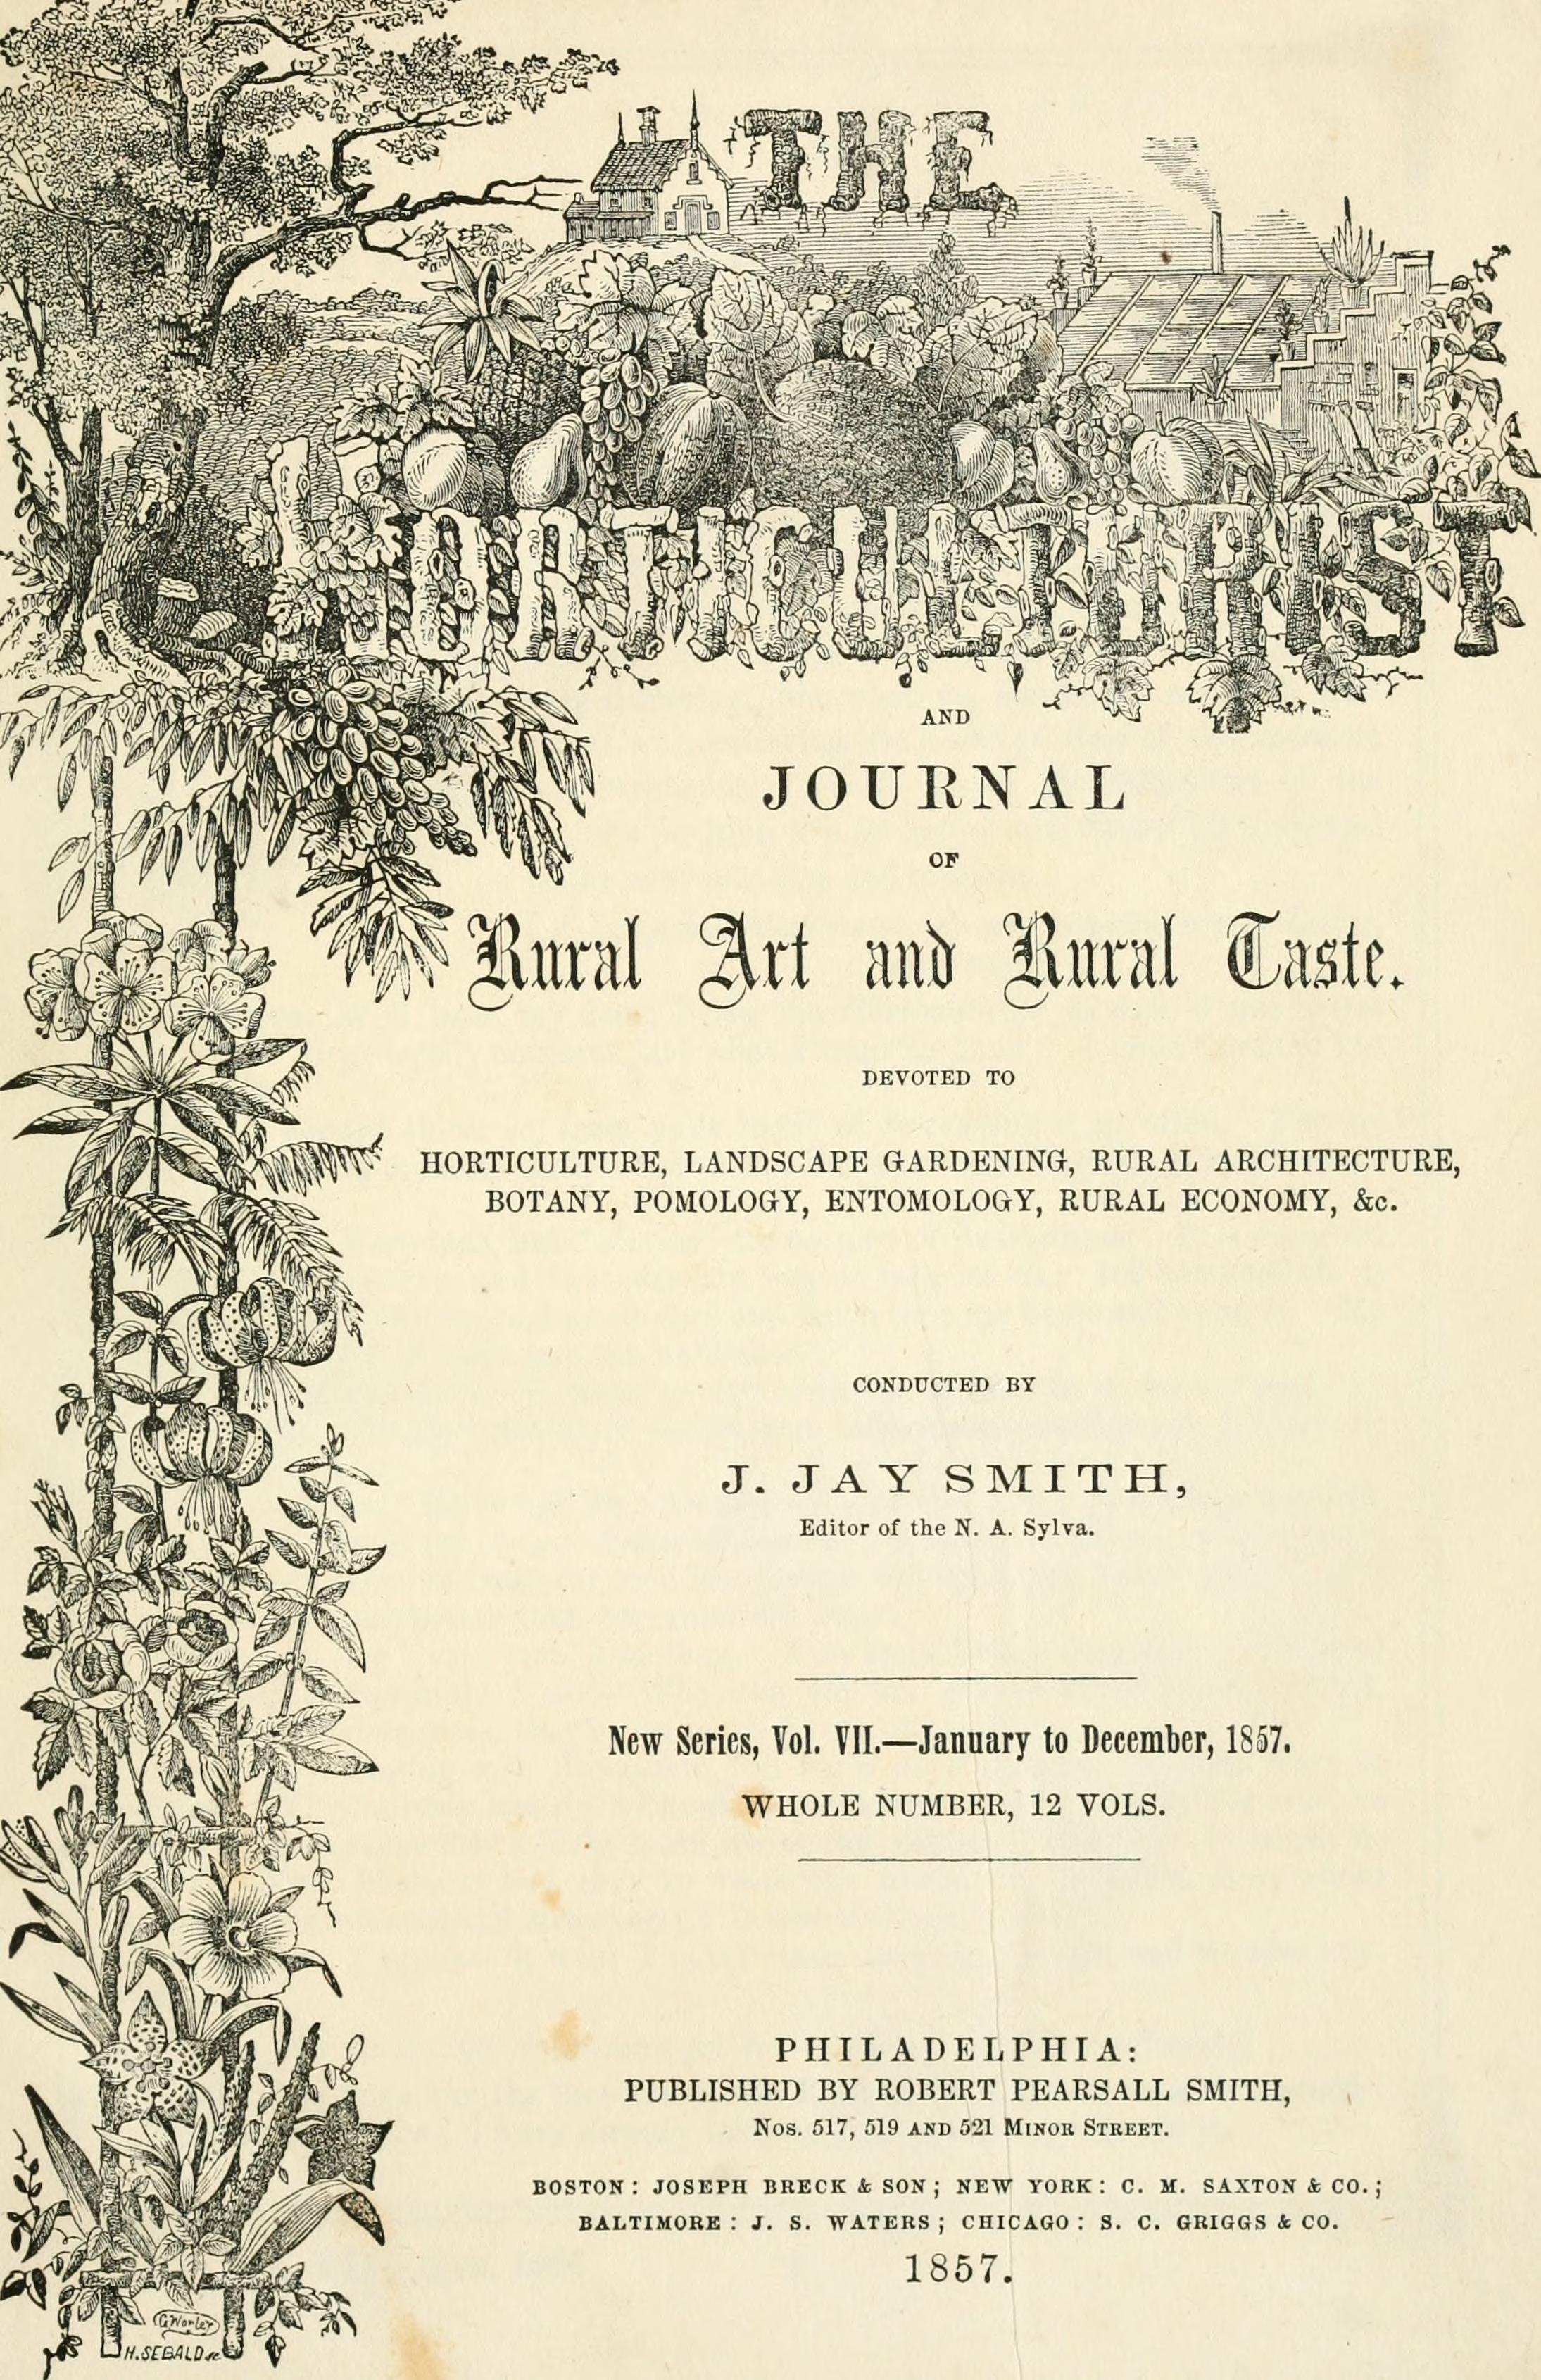 THE
HORTICULTURIST
AND
JOURNAL
OF
Rural Art and Rural Taste.
DEVOTED TO
HORTICULTURE, LANDSCAPE GARDENING, RURAL ARCHITECTURE,
BOTANY, POMOLOGY, ENTOMOLOGY, RURAL ECONOMY, &c.
CONDUCTED BY
J. JAY SMITH,
Editor of the N. A. Sylva.
New Series, Vol. VII.—January to December, 1857.
WHOLE NUMBER, 12 VOLS.
PHILADELPHIA:
PUBLISHED BY ROBERT PEARSALL SMITH,
Nos. 517, 519 AND 521 MINOR STREET.
BOSTON: JOSEPH BRECK & SON; NEW YORK: C. M. SAXTON & CO.;
BALTIMORE: J. S. WATERS; CHICAGO: S. C. GRIGGS & CO.
1857.
H. SEBALD